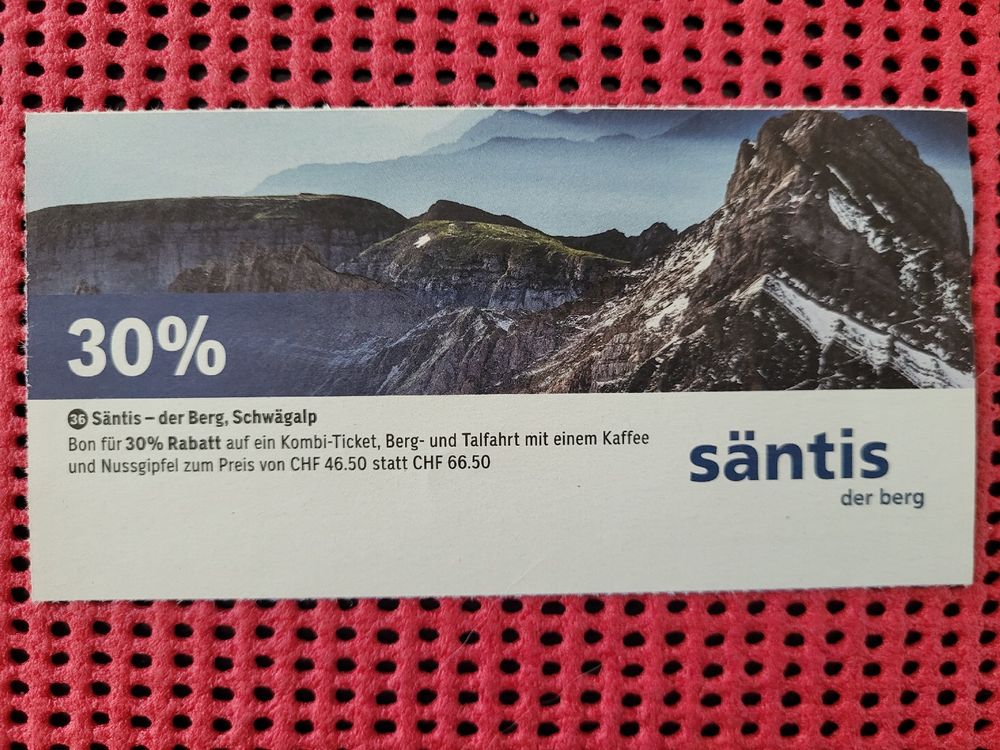 30%
36 Säntis – der Berg, Schwägalp
Bon für 30% Rabatt auf ein Kombi-Ticket, Berg- und Talfahrt mit einem Kaffee
und Nussgipfel zum Preis von CHF 46.50 statt CHF 66.50
säntis
der berg